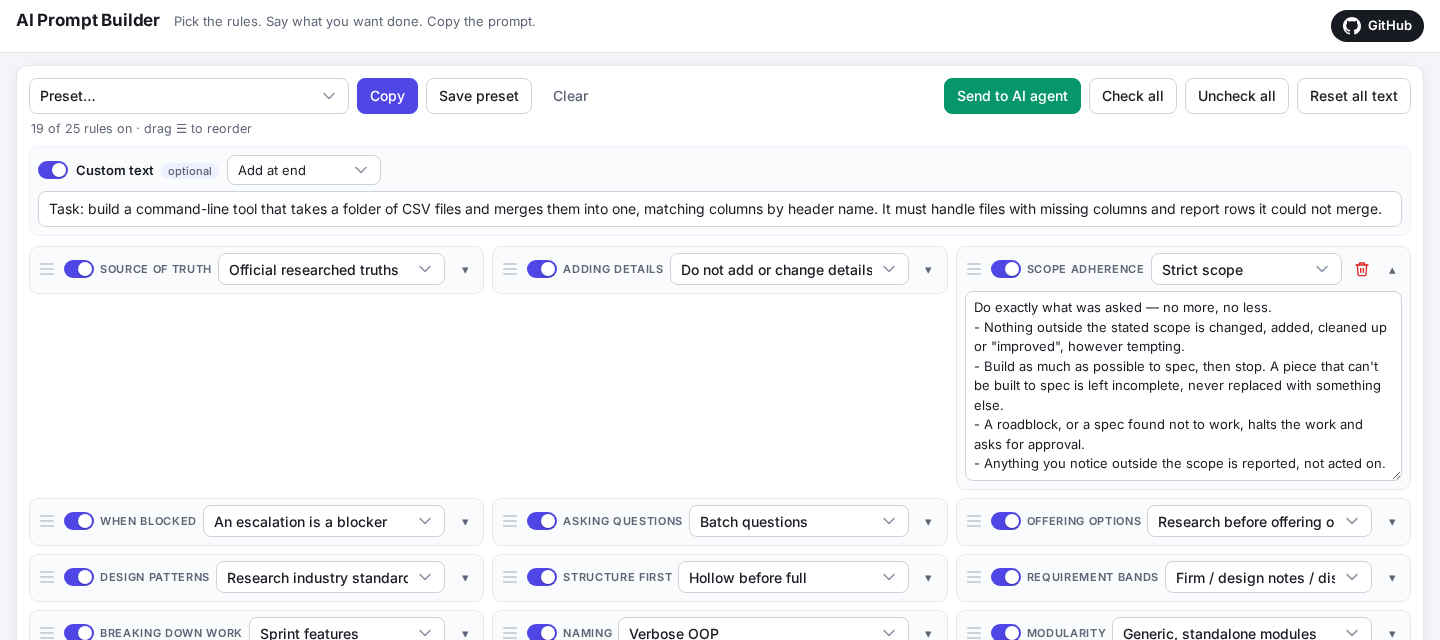 AI Prompt Builder
Pick the rules. Say what you want done. Copy the prompt.
GitHub
Preset...
Copy
Save preset
Clear
Send to AI agent
Check all
Uncheck all
Reset all text
19 of 25 rules on · drag ☰ to reorder
Custom text
optional
Add at end
Task: build a command-line tool that takes a folder of CSV files and merges them into one, matching columns by header name. It must handle files with missing columns and report rows it could not merge.
SOURCE OF TRUTH
Official researched truths
ADDING DETAILS
Do not add or change details
SCOPE ADHERENCE
Strict scope
Do exactly what was asked — no more, no less.
- Nothing outside the stated scope is changed, added, cleaned up
or "improved", however tempting.
- Build as much as possible to spec, then stop. A piece that can't
be built to spec is left incomplete, never replaced with something
else.
- A roadblock, or a spec found not to work, halts the work and
asks for approval.
- Anything you notice outside the scope is reported, not acted on.
WHEN BLOCKED
An escalation is a blocker
ASKING QUESTIONS
Batch questions
OFFERING OPTIONS
Research before offering o
DESIGN PATTERNS
Research industry standard
STRUCTURE FIRST
Hollow before full
REQUIREMENT BANDS
Firm / design notes / dis
BREAKING DOWN WORK
Sprint features
NAMING
Verbose OOP
MODULARITY
Generic, standalone modules